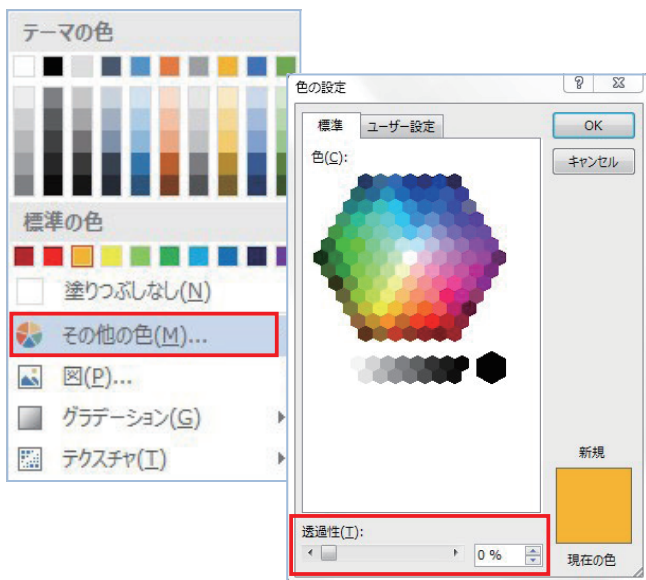 テーマの色
標準の色
塗りつぶしなし(N)
その他の色(M)...
図(P)...
グラデーション(G)
テクスチャ(T)
色の設定
標準
ユーザー設定
OK
キャンセル
色(C):
新規
現在の色
透過性(T):
0 %